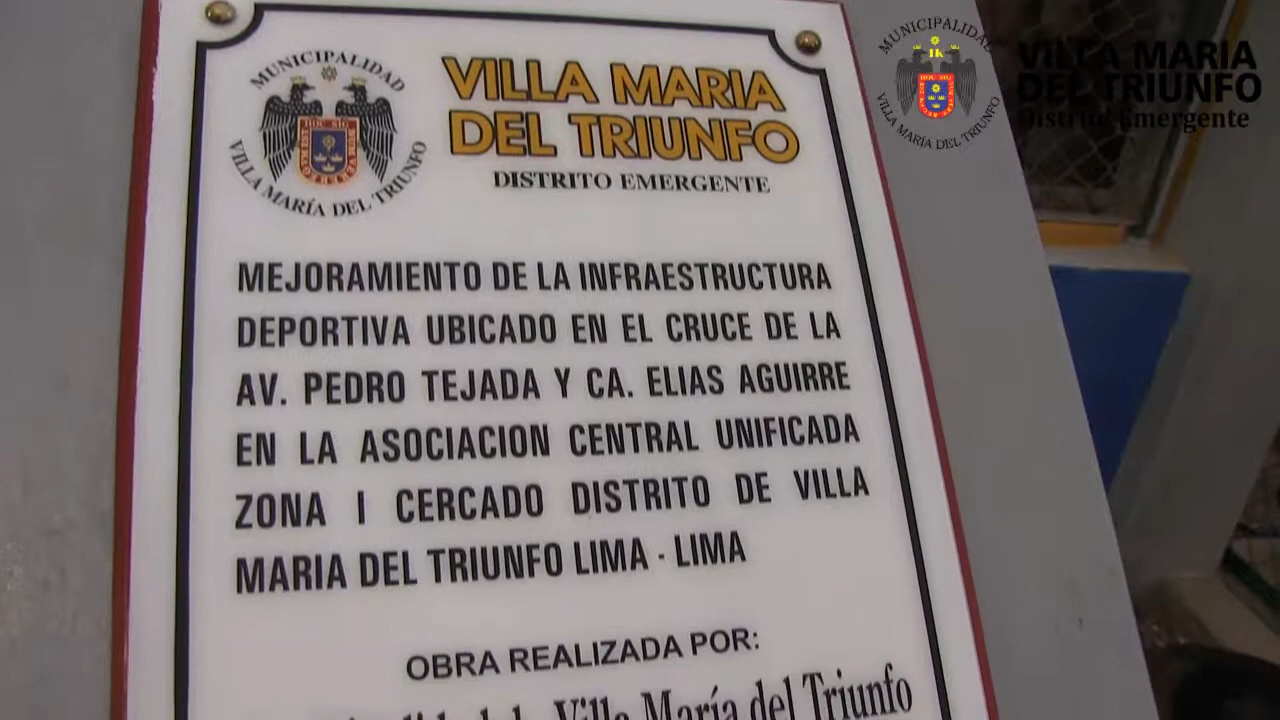 MUNICIPALIDAD
VILLA MARÍA DEL TRIUNFO
VILLA MARIA
DEL TRIUNFO
DISTRITO EMERGENTE
MEJORAMIENTO DE LA INFRAESTRUCTURA
DEPORTIVA UBICADO EN EL CRUCE DE LA
AV. PEDRO TEJADA Y CA. ELIAS AGUIRRE
EN LA ASOCIACION CENTRAL UNIFICADA
ZONA I CERCADO DISTRITO DE VILLA
MARIA DEL TRIUNFO LIMA - LIMA
OBRA REALIZADA POR:
Villa María del Triunfo
MUNICIPALIDAD
VILLA MARÍA DEL TRIUNFO
VILLA MARIA
DEL TRIUNFO
Emergente